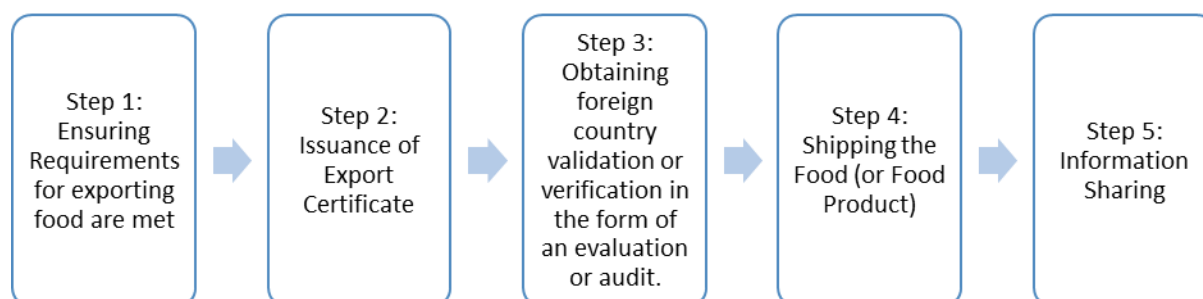 Step 1:
Ensuring
Requirements
for exporting
food are met
Step 2:
Issuance of
Export
Certificate
Step 3:
Obtaining
foreign
country
validation or
verification in
the form of
an evaluation
or audit.
Step 4:
Shipping the
Food (or Food
Product)
Step 5:
Information
Sharing